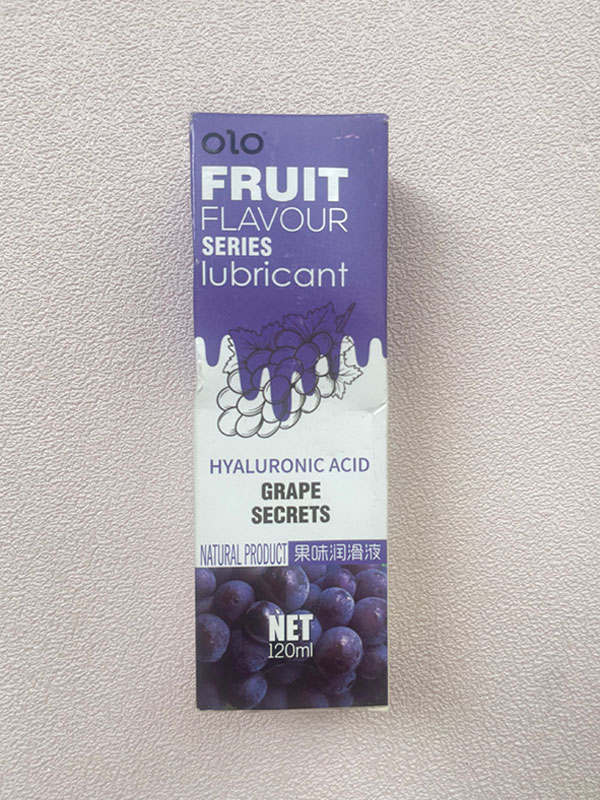 olo
FRUIT
FLAVOUR
SERIES
lubricant
HYALURONIC ACID
GRAPE
SECRETS
NATURAL PRODUCT 果味润滑液
NET
120ml